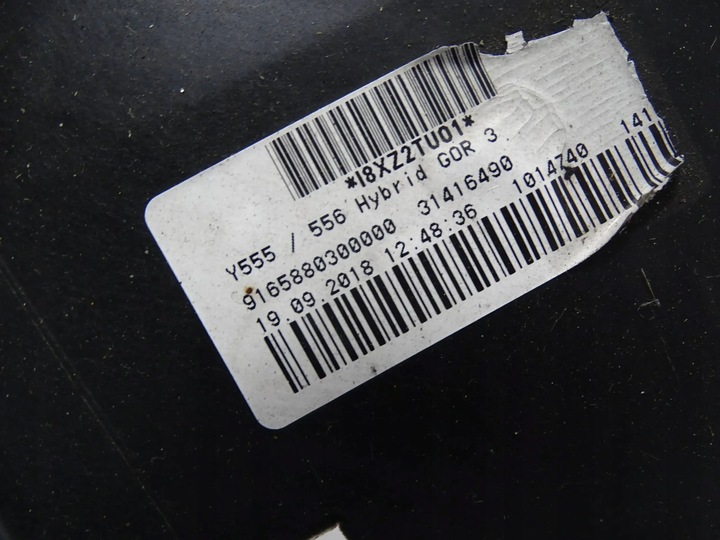 *I8XZ2TU01*
Y555 / 556 Hybrid GOR 3.
9165880300000 31416490
19.09.2018 12:48:36 1014740 141